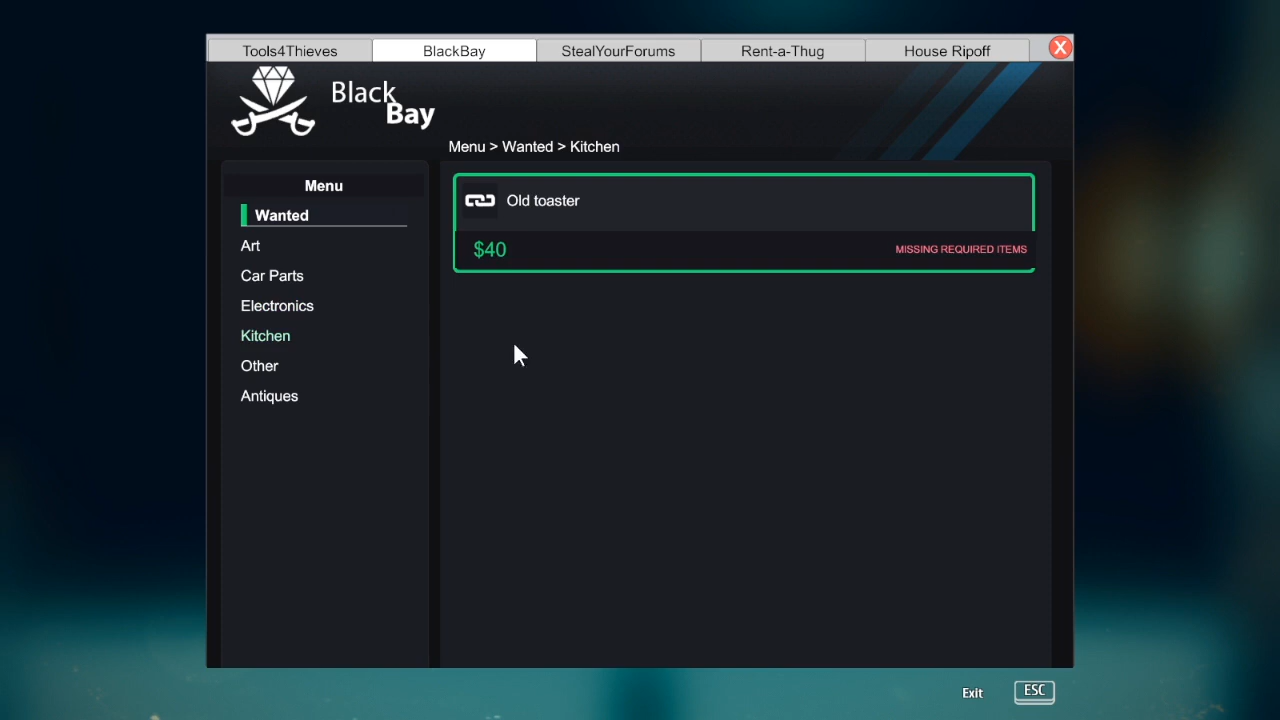 Tools4Thieves
BlackBay
StealYourForums
Rent-a-Thug
House Ripoff
X
Black
Bay
Menu > Wanted > Kitchen
Menu
Wanted
Art
Car Parts
Electronics
Kitchen
Other
Antiques
Old toaster
$40
MISSING REQUIRED ITEMS
Exit
ESC